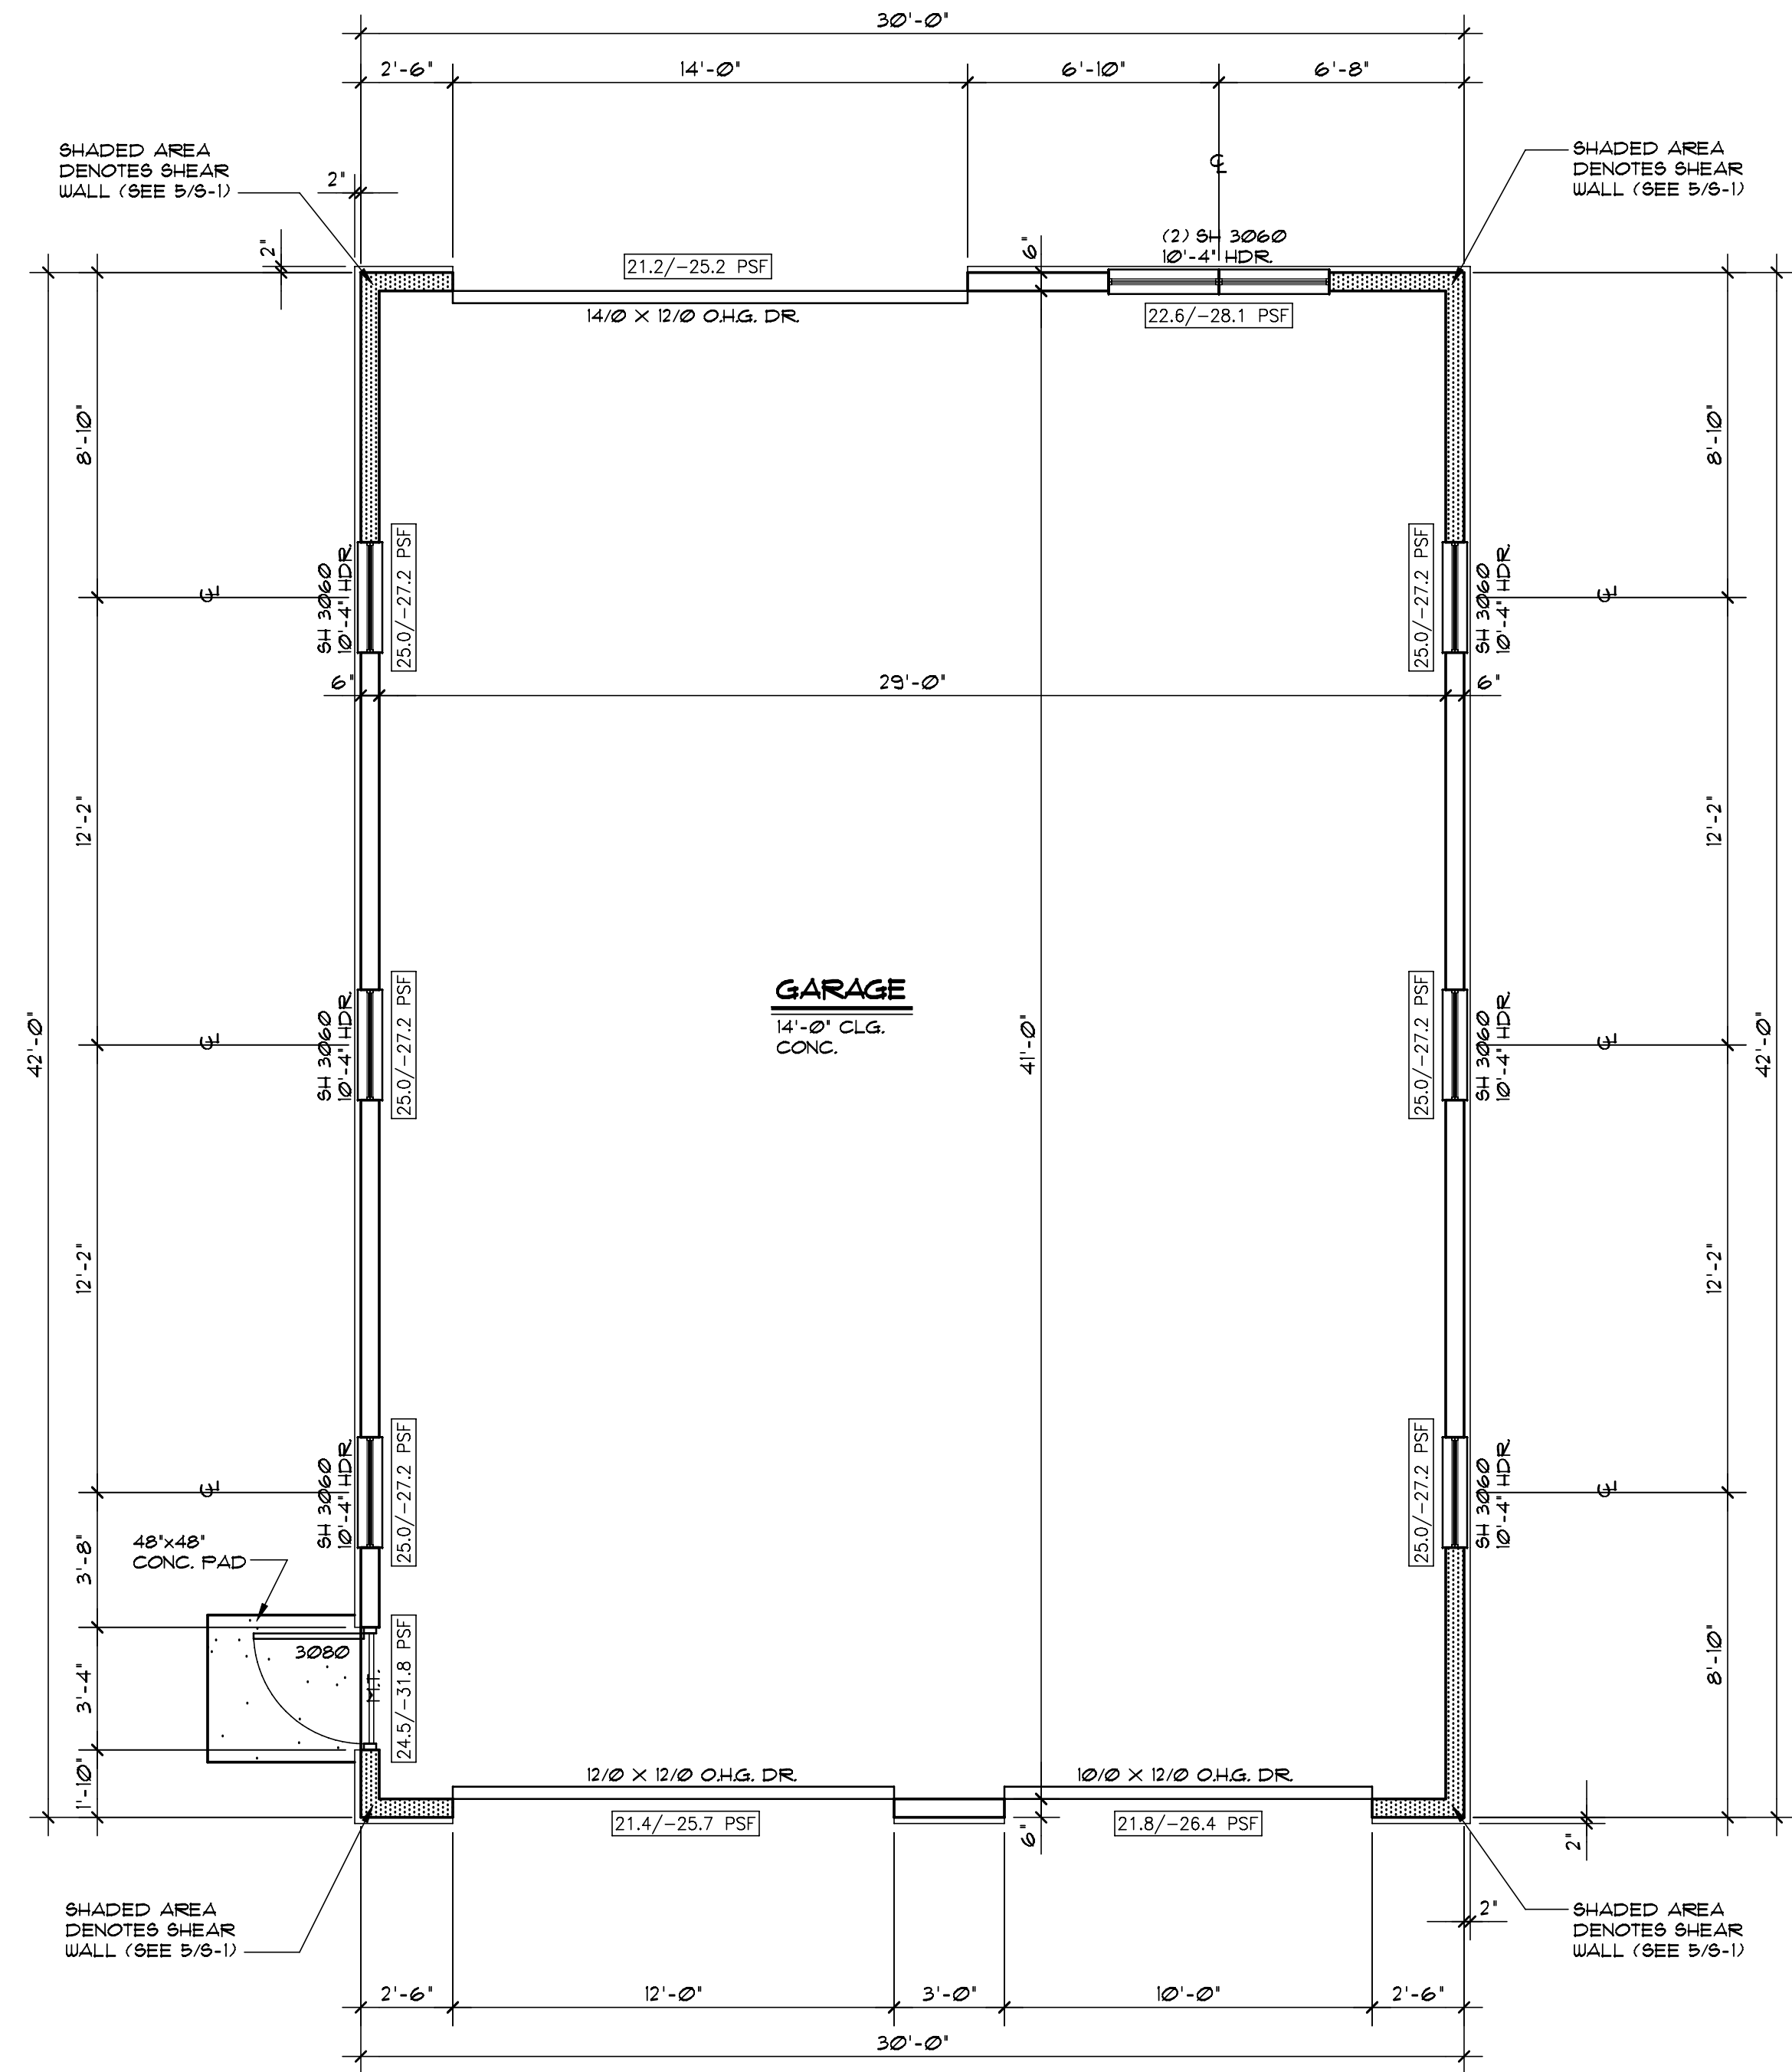 30'-0"
2'-6"
14'-0"
6'-10"
6'-8"
SHADED AREA
DENOTES SHEAR
WALL (SEE 5/S-1)
2"
2"
SHADED AREA
DENOTES SHEAR
WALL (SEE 5/S-1)
21.2/-25.2 PSF
14/0 X 12/0 O.H.G. DR.
6"
(2) SH 3060
10'-4" HDR.
22.6/-28.1 PSF
8'-10"
8'-10"
SH 3060
10'-4" HDR.
25.0/-27.2 PSF
25.0/-27.2 PSF
SH 3060
10'-4" HDR.
6"
29'-0"
6"
12'-2"
12'-2"
42'-0"
SH 3060
10'-4" HDR.
25.0/-27.2 PSF
GARAGE
14'-0" CLG.
CONC.
41'-0"
25.0/-27.2 PSF
SH 3060
10'-4" HDR.
42'-0"
12'-2"
12'-2"
SH 3060
10'-4" HDR.
25.0/-27.2 PSF
25.0/-27.2 PSF
SH 3060
10'-4" HDR.
3'-8"
48"x48"
CONC. PAD
3080
M.T.
24.5/-31.8 PSF
3'-4"
8'-10"
1'-10"
12/0 X 12/0 O.H.G. DR.
10/0 X 12/0 O.H.G. DR.
21.4/-25.7 PSF
6"
21.8/-26.4 PSF
2"
SHADED AREA
DENOTES SHEAR
WALL (SEE 5/S-1)
2"
SHADED AREA
DENOTES SHEAR
WALL (SEE 5/S-1)
2'-6"
12'-0"
3'-0"
10'-0"
2'-6"
30'-0"